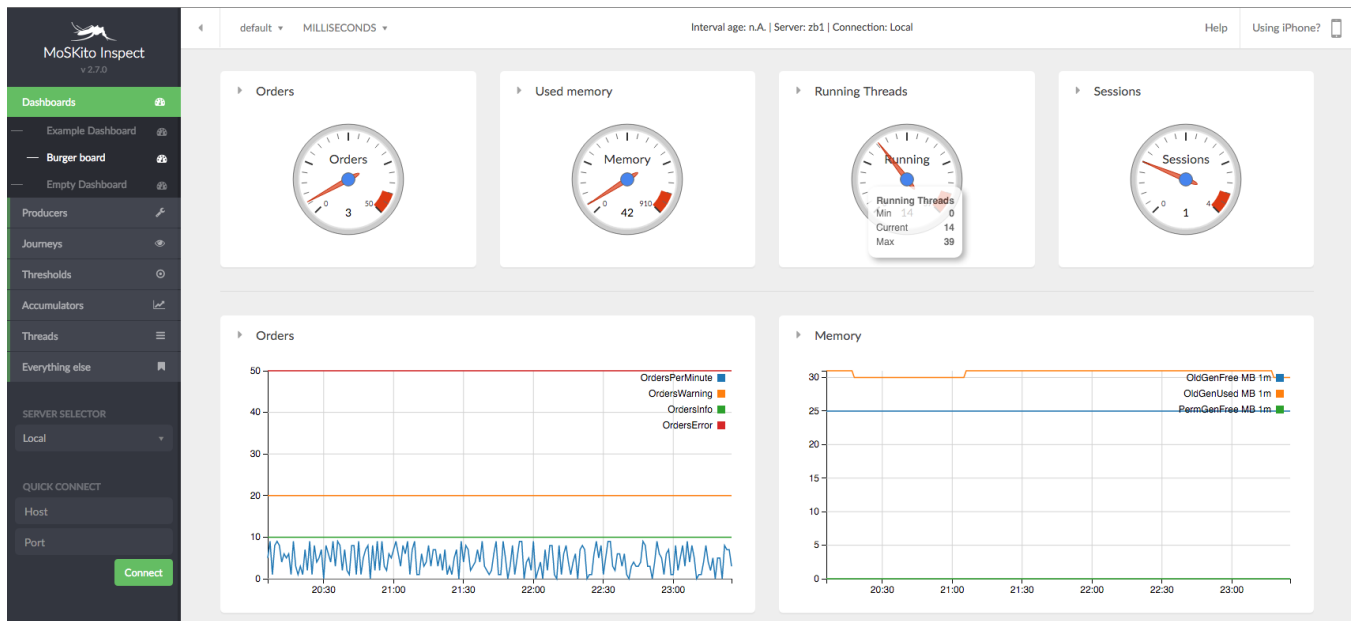 MoSKito Inspect
v 2.7.0
Dashboards
Example Dashboard
Burger board
Empty Dashboard
Producers
Journeys
Thresholds
Accumulators
Threads
Everything else
SERVER SELECTOR
Local
QUICK CONNECT
Host
Port
Connect
default
MILLISECONDS
Interval age: n.A. | Server: zb1 | Connection: Local
Help
Using iPhone?
Orders
Orders
0 50
3
Used memory
Memory
0 910
42
Running Threads
Running
14
Running Threads
Min 0
Current 14
Max 39
Sessions
Sessions
0 4
1
Orders
OrdersPerMinute
OrdersWarning
OrdersInfo
OrdersError
50
40
30
20
10
0
20:30 21:00 21:30 22:00 22:30 23:00
Memory
OldGenFree MB 1m
OldGenUsed MB 1m
PermGenFree MB 1m
30
25
20
15
10
5
0
20:30 21:00 21:30 22:00 22:30 23:00